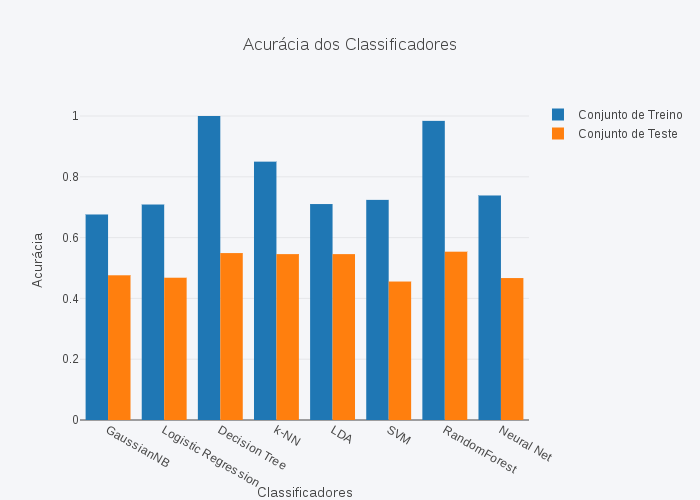 Acurácia dos Classificadores
Conjunto de Treino
Conjunto de Teste
1
0.8
0.6
0.4
0.2
0
Acurácia
GaussianNB
Logistic Regression
Decision Tree
k-NN
LDA
SVM
RandomForest
Neural Net
Classificadores